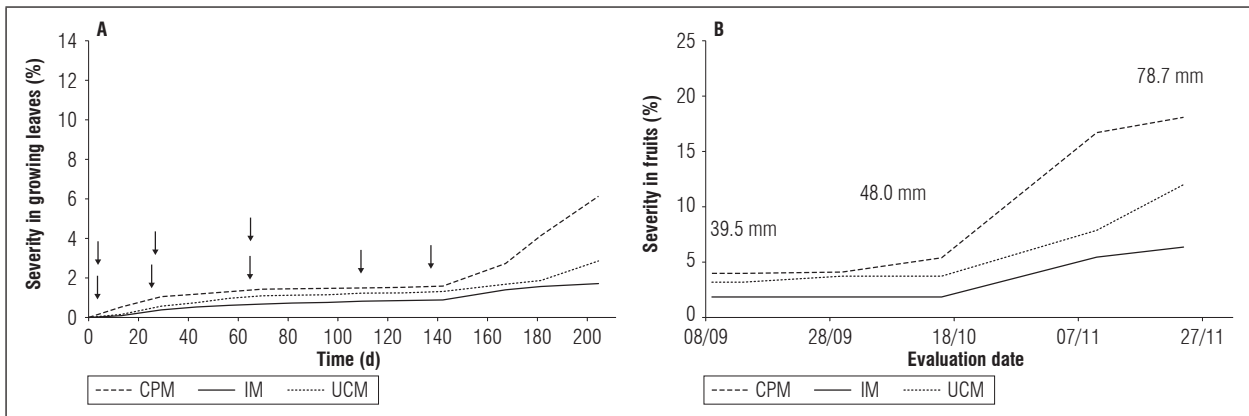 A
Severity in growing leaves (%)
14
12
10
8
6
4
2
0
0 20 40 60 80 100 120 140 160 180 200
Time (d)
CPM IM UCM
B
Severity in fruits (%)
25
20
15
10
5
0
39.5 mm
48.0 mm
78.7 mm
08/09 28/09 18/10 07/11 27/11
Evaluation date
CPM IM UCM